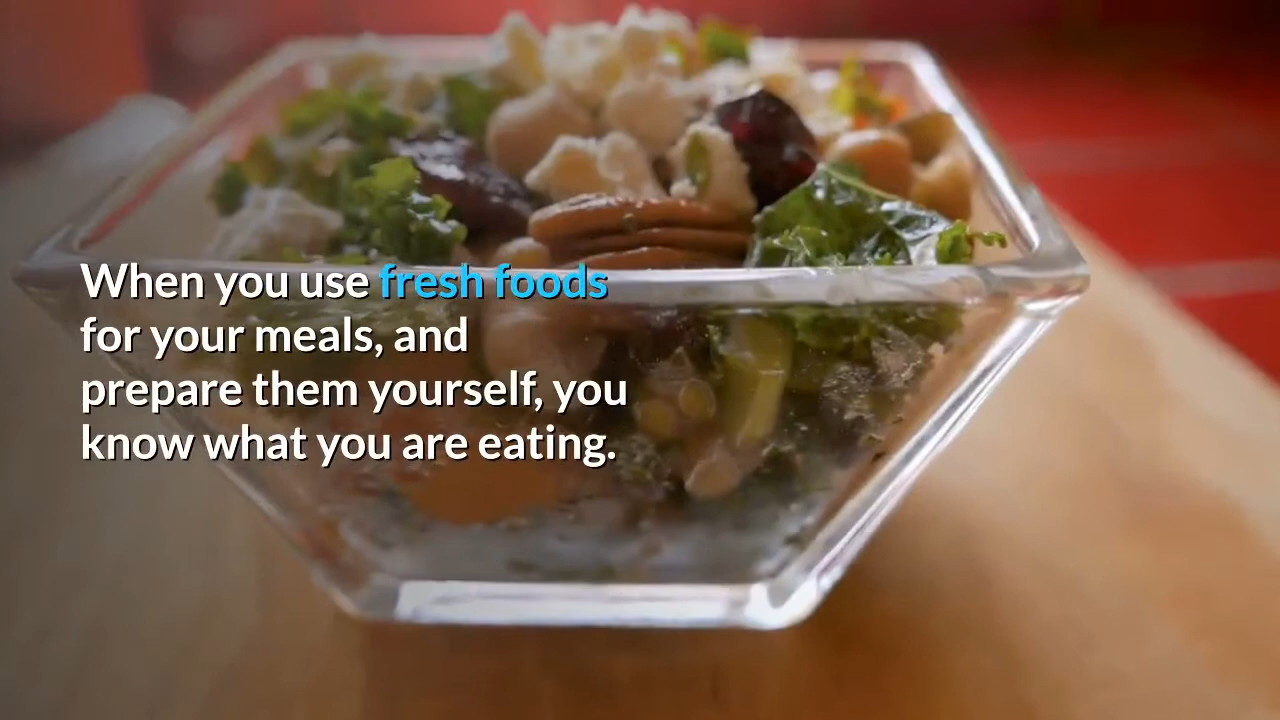 When you use fresh foods
for your meals, and
prepare them yourself, you
know what you are eating.